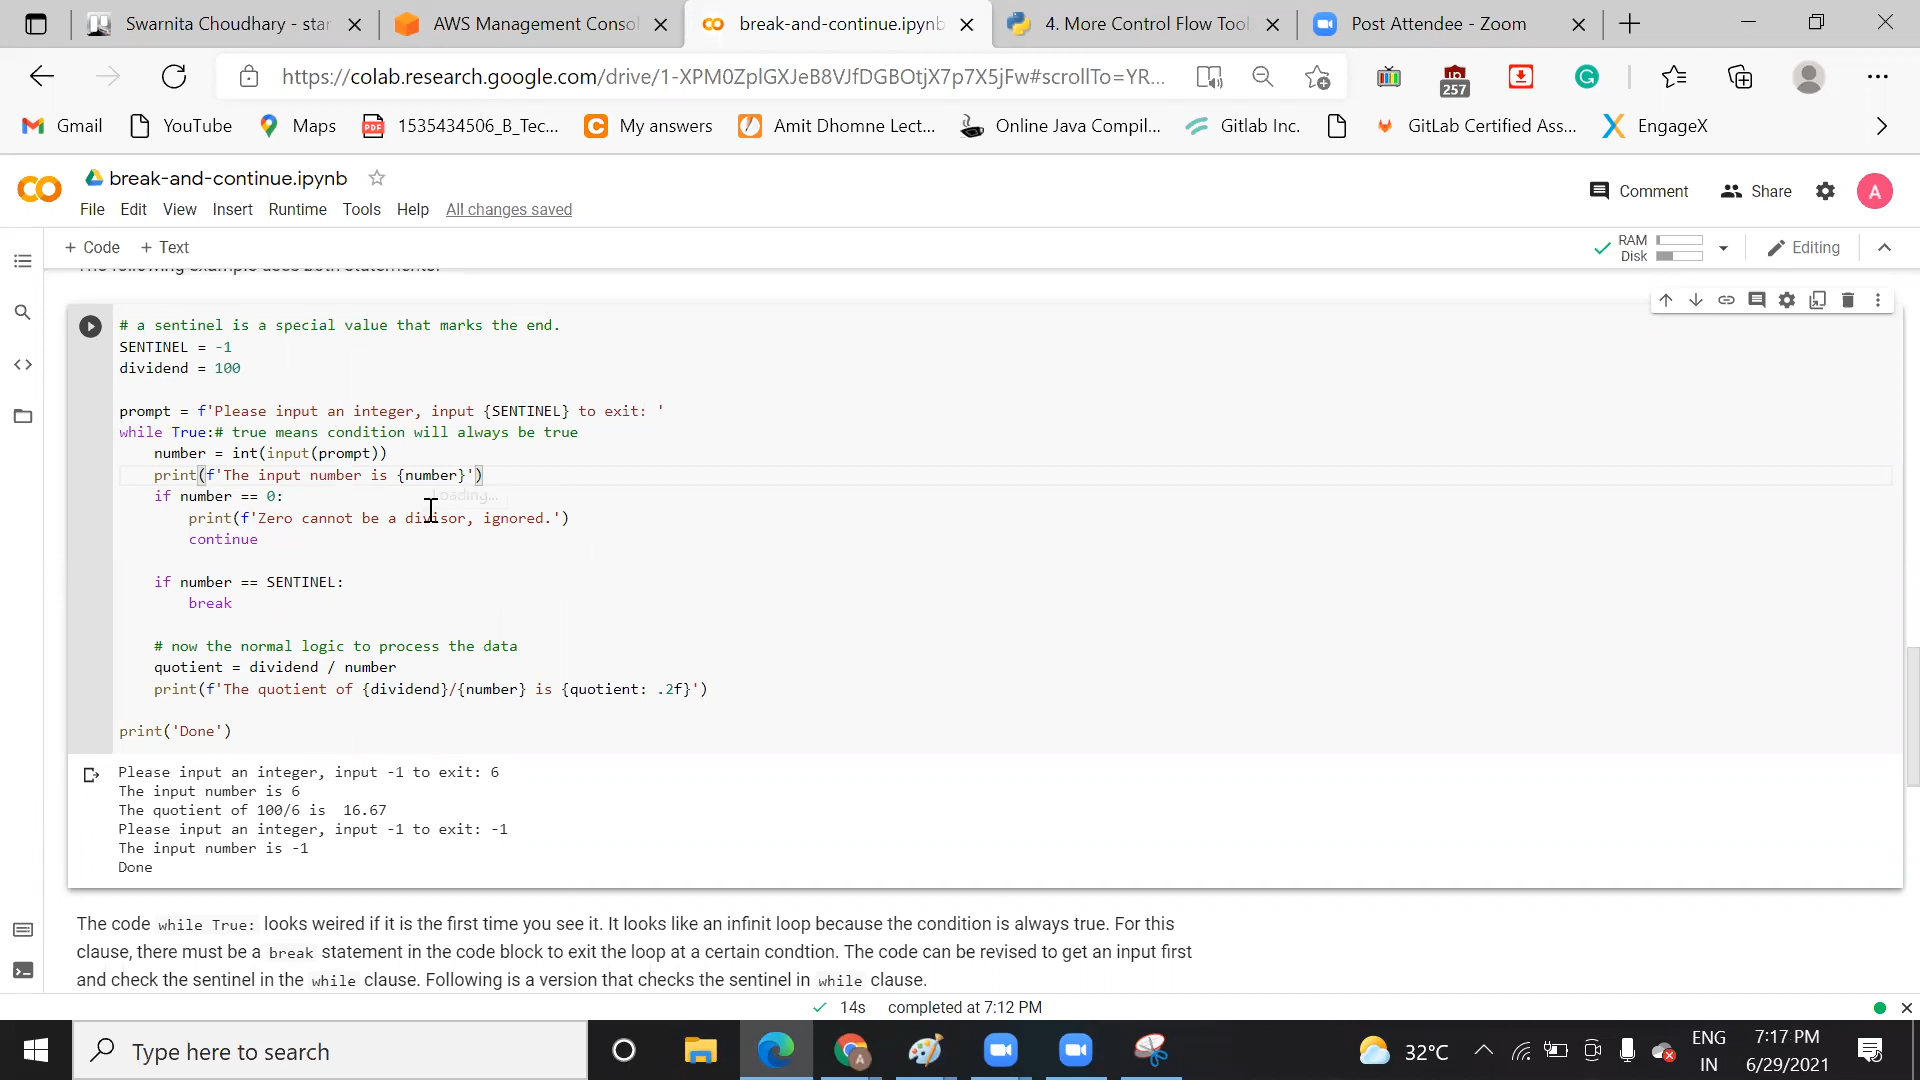 Swarnita Choudhary - star
AWS Management Consol
break-and-continue.ipynb
4. More Control Flow Tool
Post Attendee - Zoom
https://colab.research.google.com/drive/1-XPM0ZplGXJeB8VJfDGBOtjX7p7X5jFw#scrollTo=YR...
257
Gmail
YouTube
Maps
1535434506_B_Tec...
My answers
Amit Dhomne Lect...
Online Java Compil...
Gitlab Inc.
GitLab Certified Ass...
EngageX
break-and-continue.ipynb
Comment
Share
A
File Edit View Insert Runtime Tools Help All changes saved
+ Code + Text
RAM
Disk
Editing
The following example uses both statements.
# a sentinel is a special value that marks the end.
SENTINEL = -1
dividend = 100
prompt = f'Please input an integer, input {SENTINEL} to exit: '
while True:# true means condition will always be true
number = int(input(prompt))
print(f'The input number is {number}')
if number == 0:
Loading...
print(f'Zero cannot be a divisor, ignored.')
continue
if number == SENTINEL:
break
# now the normal logic to process the data
quotient = dividend / number
print(f'The quotient of {dividend}/{number} is {quotient: .2f}')
print('Done')
Please input an integer, input -1 to exit: 6
The input number is 6
The quotient of 100/6 is  16.67
Please input an integer, input -1 to exit: -1
The input number is -1
Done
The code while True: looks weired if it is the first time you see it. It looks like an infinit loop because the condition is always true. For this
clause, there must be a break statement in the code block to exit the loop at a certain condtion. The code can be revised to get an input first
and check the sentinel in the while clause. Following is a version that checks the sentinel in while clause.
14s completed at 7:12 PM
Type here to search
A
32°C
ENG
IN
7:17 PM
6/29/2021